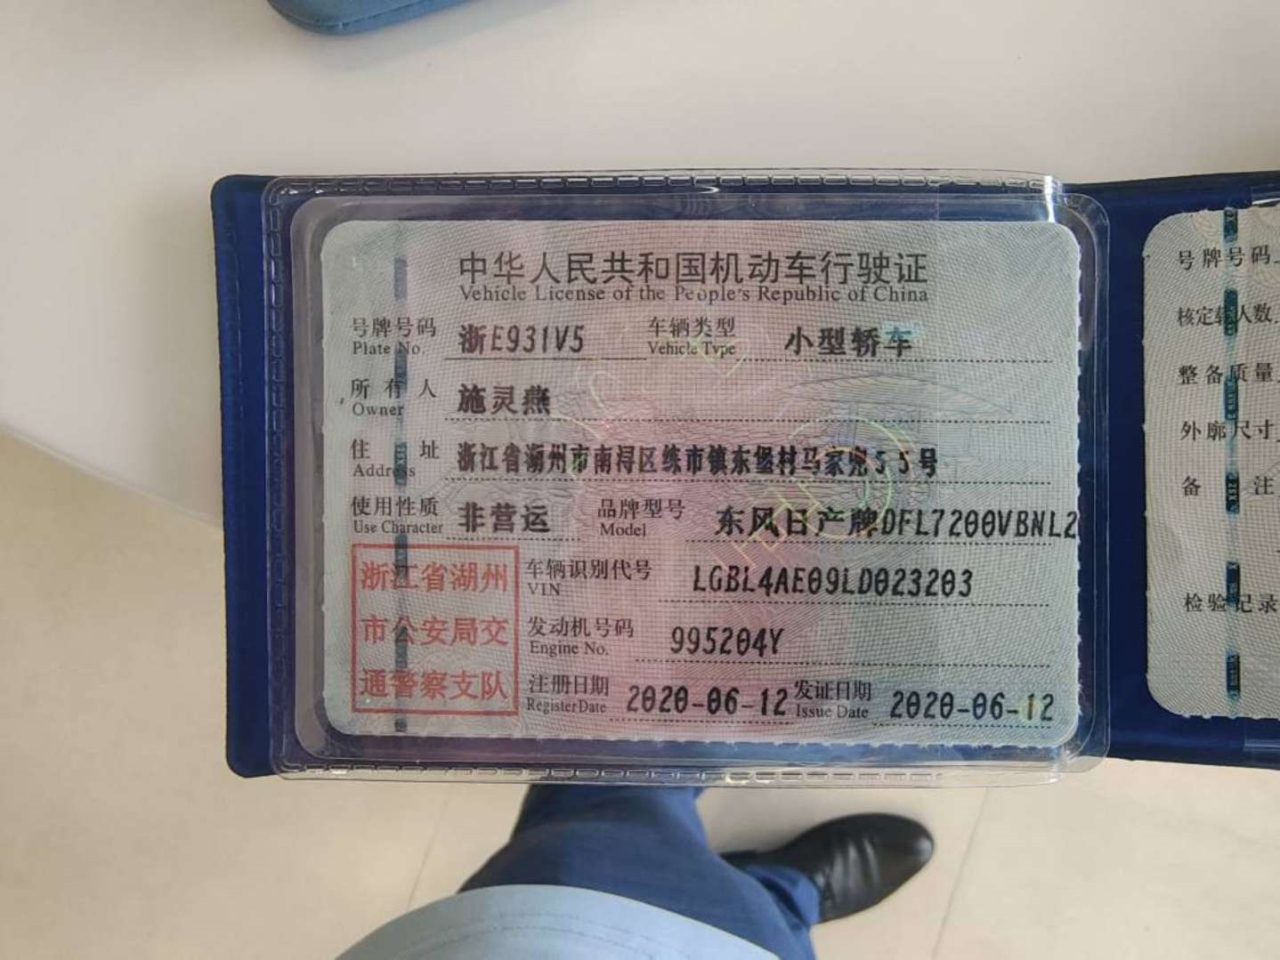 中华人民共和国机动车行驶证
Vehicle License of the People's Republic of China
号牌号码 浙E931V5 车辆类型 小型轿车
Plate No. Vehicle Type
所有人 施灵燕
Owner
住址 浙江省湖州市南浔区练市镇东堡村马家兜55号
Address
使用性质 非营运 品牌型号 东风日产牌DFL7200VBNL2
Use Character Model
浙江省湖州
市公安局交
通警察支队
车辆识别代号 LGBL4AE09LD023203
VIN
发动机号码 995204Y
Engine No.
注册日期 2020-06-12 发证日期 2020-06-12
Register Date Issue Date
号牌号码
核定载人数
整备质量
外廓尺寸
备注
检验记录